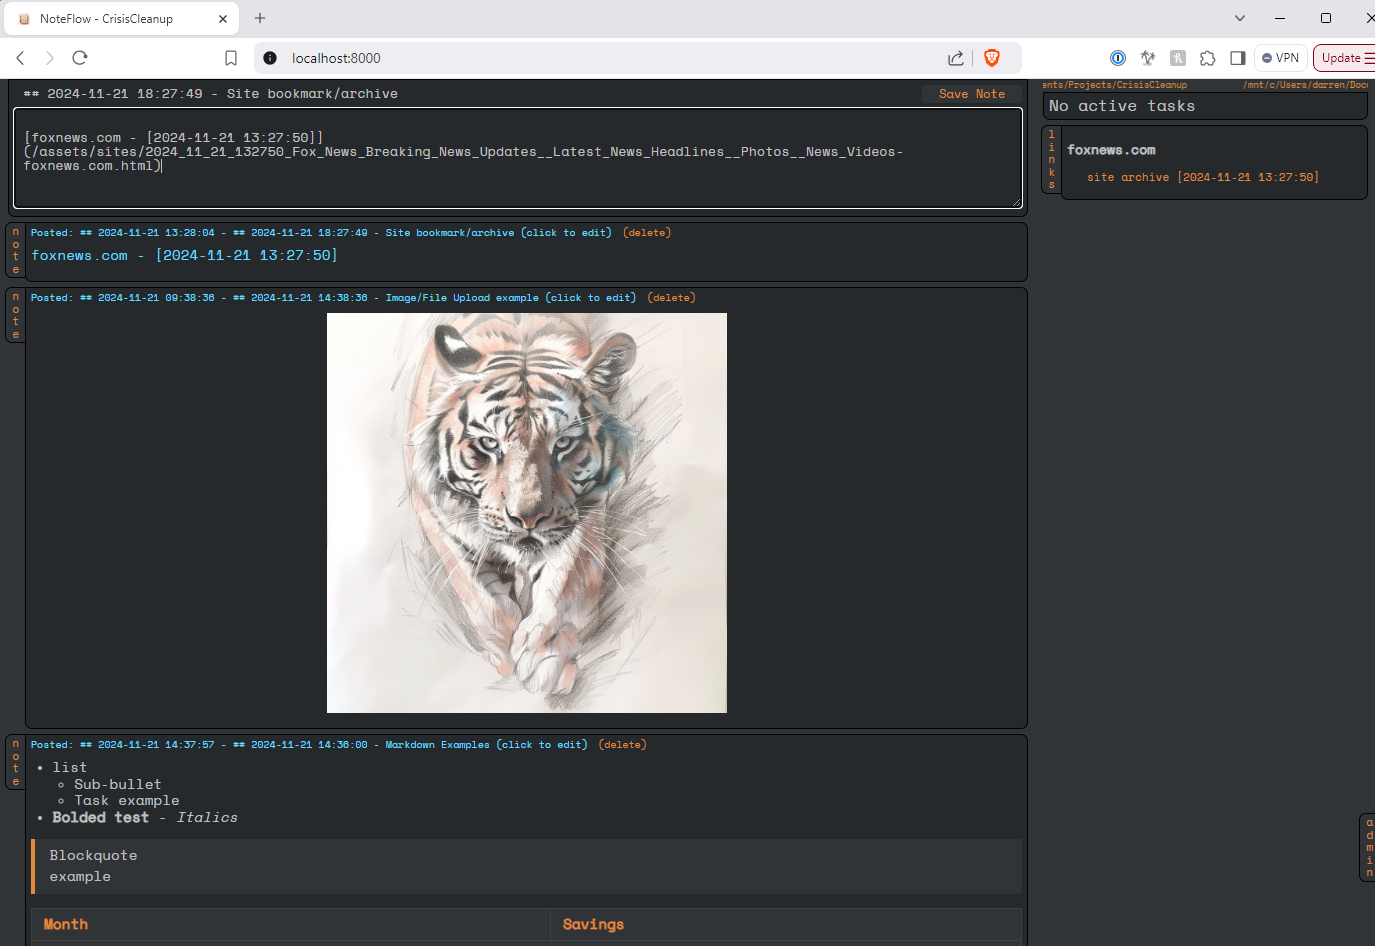 NoteFlow - CrisisCleanup
localhost:8000
VPN
Update
## 2024-11-21 18:27:49 - Site bookmark/archive
Save Note
[foxnews.com - [2024-11-21 13:27:50]]
(/assets/sites/2024_11_21_132750_Fox_News_Breaking_News_Updates__Latest_News_Headlines__Photos__News_Videos-
foxnews.com.html)
note
Posted: ## 2024-11-21 13:28:04 - ## 2024-11-21 18:27:49 - Site bookmark/archive (click to edit) (delete)
foxnews.com - [2024-11-21 13:27:50]
note
Posted: ## 2024-11-21 09:38:36 - ## 2024-11-21 14:38:36 - Image/File Upload example (click to edit) (delete)
note
Posted: ## 2024-11-21 14:37:57 - ## 2024-11-21 14:36:00 - Markdown Examples (click to edit) (delete)
• list
◦ Sub-bullet
◦ Task example
• Bolded test - Italics
Blockquote
example
Month Savings
ents/Projects/CrisisCleanup /mnt/c/Users/darren/Docu
No active tasks
links
foxnews.com
site archive [2024-11-21 13:27:50]
admin